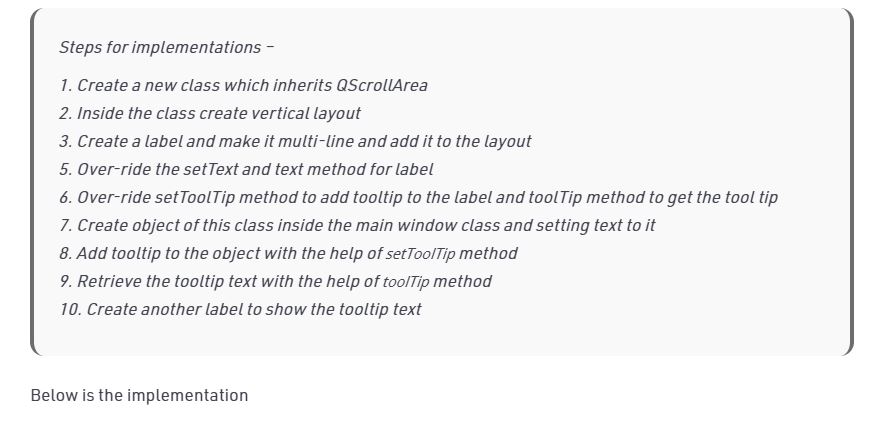 Steps for implementations –
1. Create a new class which inherits QScrollArea
2. Inside the class create vertical layout
3. Create a label and make it multi-line and add it to the layout
5. Over-ride the setText and text method for label
6. Over-ride setToolTip method to add tooltip to the label and toolTip method to get the tool tip
7. Create object of this class inside the main window class and setting text to it
8. Add tooltip to the object with the help of setToolTip method
9. Retrieve the tooltip text with the help of toolTip method
10. Create another label to show the tooltip text
Below is the implementation